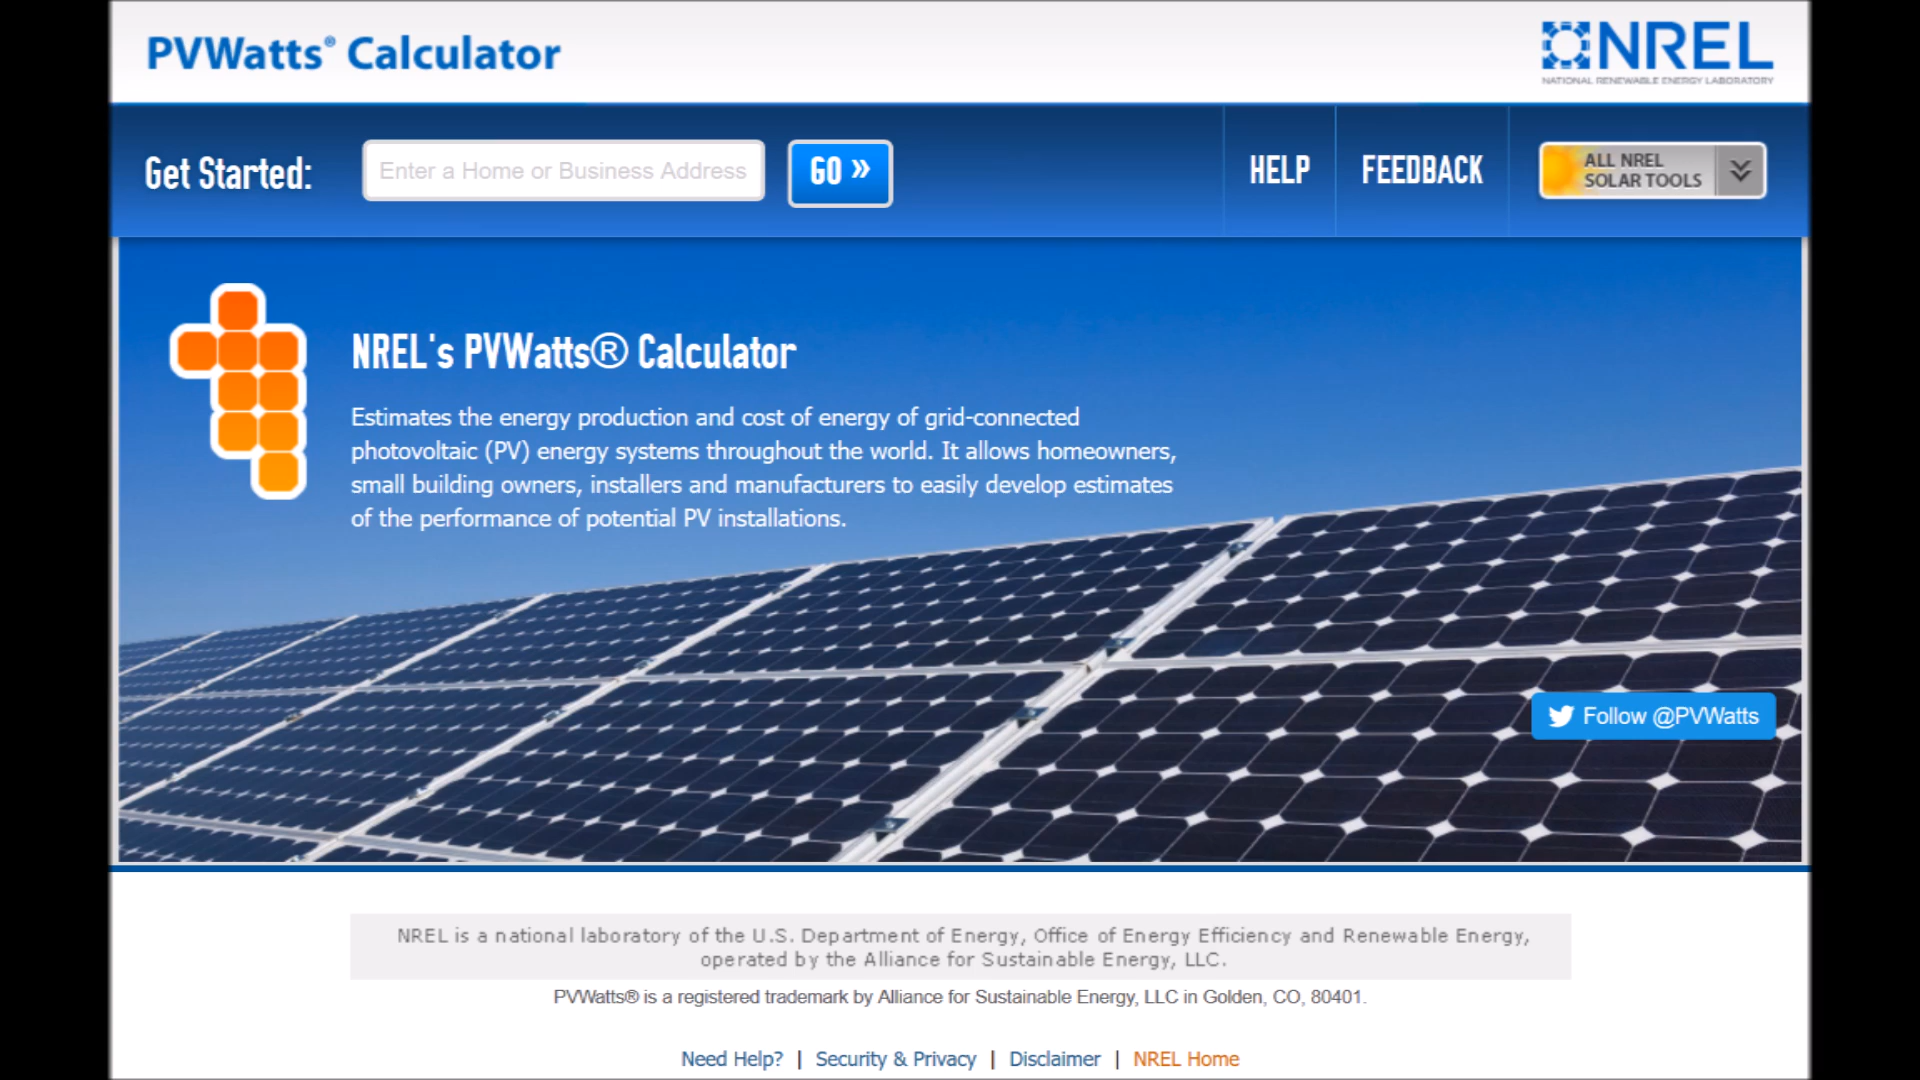 PVWatts® Calculator
NREL
NATIONAL RENEWABLE ENERGY LABORATORY
Get Started:
Enter a Home or Business Address
GO »
HELP
FEEDBACK
ALL NREL
SOLAR TOOLS
NREL's PVWatts® Calculator
Estimates the energy production and cost of energy of grid-connected
photovoltaic (PV) energy systems throughout the world. It allows homeowners,
small building owners, installers and manufacturers to easily develop estimates
of the performance of potential PV installations.
Follow @PVWatts
NREL is a national laboratory of the U.S. Department of Energy, Office of Energy Efficiency and Renewable Energy,
operated by the Alliance for Sustainable Energy, LLC.
PVWatts® is a registered trademark by Alliance for Sustainable Energy, LLC in Golden, CO, 80401.
Need Help? | Security & Privacy | Disclaimer | NREL Home